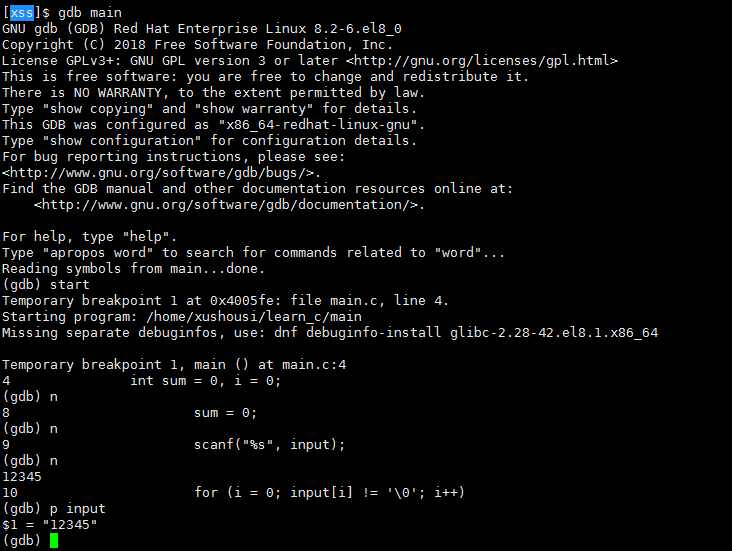 [xss]$ gdb main
GNU gdb (GDB) Red Hat Enterprise Linux 8.2-6.el8_0
Copyright (C) 2018 Free Software Foundation, Inc.
License GPLv3+: GNU GPL version 3 or later <http://gnu.org/licenses/gpl.html>
This is free software: you are free to change and redistribute it.
There is NO WARRANTY, to the extent permitted by law.
Type "show copying" and "show warranty" for details.
This GDB was configured as "x86_64-redhat-linux-gnu".
Type "show configuration" for configuration details.
For bug reporting instructions, please see:
<http://www.gnu.org/software/gdb/bugs/>.
Find the GDB manual and other documentation resources online at:
    <http://www.gnu.org/software/gdb/documentation/>.

For help, type "help".
Type "apropos word" to search for commands related to "word"...
Reading symbols from main...done.
(gdb) start
Temporary breakpoint 1 at 0x4005fe: file main.c, line 4.
Starting program: /home/xushousi/learn_c/main
Missing separate debuginfos, use: dnf debuginfo-install glibc-2.28-42.el8.1.x86_64

Temporary breakpoint 1, main () at main.c:4
4               int sum = 0, i = 0;
(gdb) n
8                       sum = 0;
(gdb) n
9                       scanf("%s", input);
(gdb) n
12345
10                      for (i = 0; input[i] != '\0'; i++)
(gdb) p input
$1 = "12345"
(gdb)